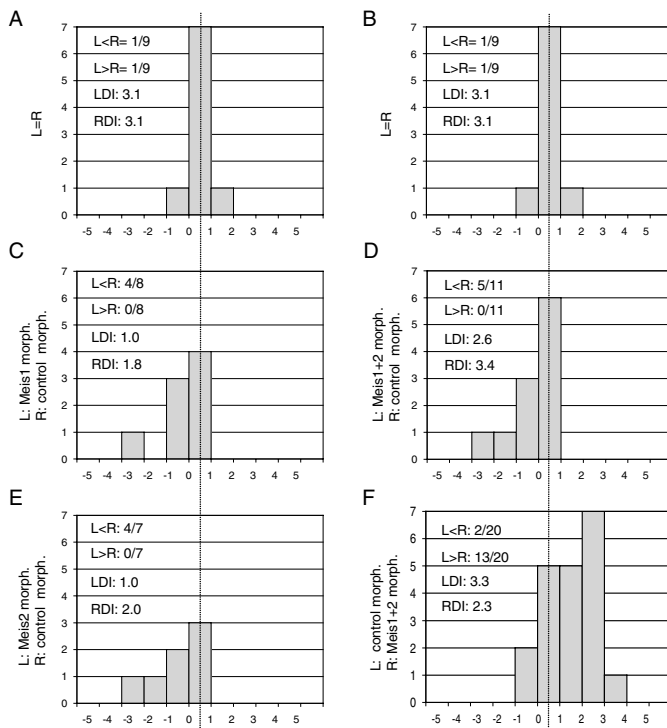 A
7
6
5
4
3
2
1
0
L=R
L<R= 1/9
L>R= 1/9
LDI: 3.1
RDI: 3.1
-5 -4 -3 -2 -1 0 1 2 3 4 5
B
7
6
5
4
3
2
1
0
L=R
L<R= 1/9
L>R= 1/9
LDI: 3.1
RDI: 3.1
-5 -4 -3 -2 -1 0 1 2 3 4 5
C
7
6
5
4
3
2
1
0
L: Meis1 morph.
R: control morph.
L<R: 4/8
L>R: 0/8
LDI: 1.0
RDI: 1.8
-5 -4 -3 -2 -1 0 1 2 3 4 5
D
7
6
5
4
3
2
1
0
L: Meis1+2 morph.
R: control morph.
L<R: 5/11
L>R: 0/11
LDI: 2.6
RDI: 3.4
-5 -4 -3 -2 -1 0 1 2 3 4 5
E
7
6
5
4
3
2
1
0
L: Meis2 morph.
R: control morph.
L<R: 4/7
L>R: 0/7
LDI: 1.0
RDI: 2.0
-5 -4 -3 -2 -1 0 1 2 3 4 5
F
7
6
5
4
3
2
1
0
L: control morph.
R: Meis1+2 morph.
L<R: 2/20
L>R: 13/20
LDI: 3.3
RDI: 2.3
-5 -4 -3 -2 -1 0 1 2 3 4 5